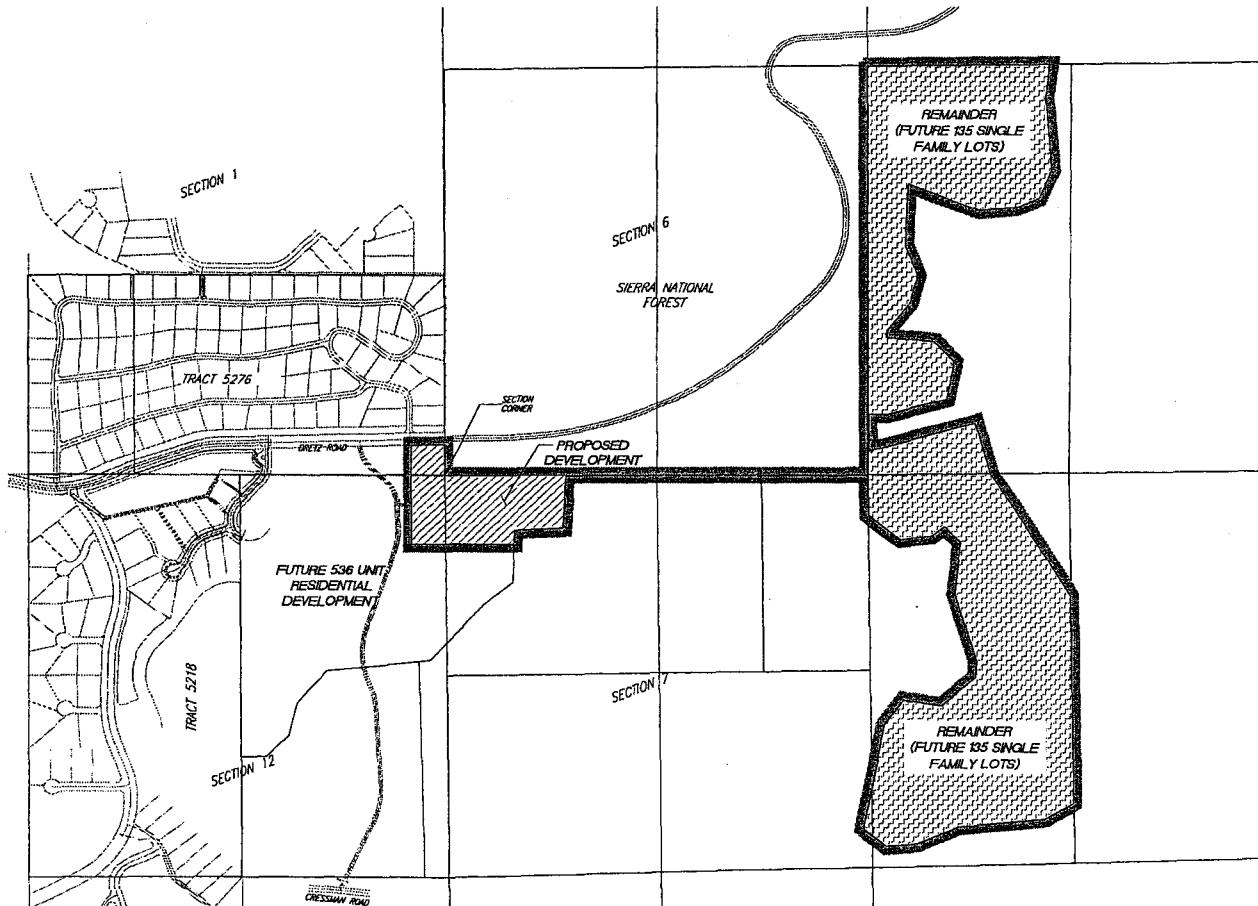 REMAINDER
(FUTURE 135 SINGLE
FAMILY LOTS)
SECTION 1
SECTION 6
SIERRA NATIONAL
FOREST
TRACT 5276
SECTION
CORNER
DRETZ ROAD
PROPOSED
DEVELOPMENT
FUTURE 536 UNIT
RESIDENTIAL
DEVELOPMENT
TRACT 5218
SECTION 7
SECTION 12
REMAINDER
(FUTURE 135 SINGLE
FAMILY LOTS)
CRESSMAN ROAD